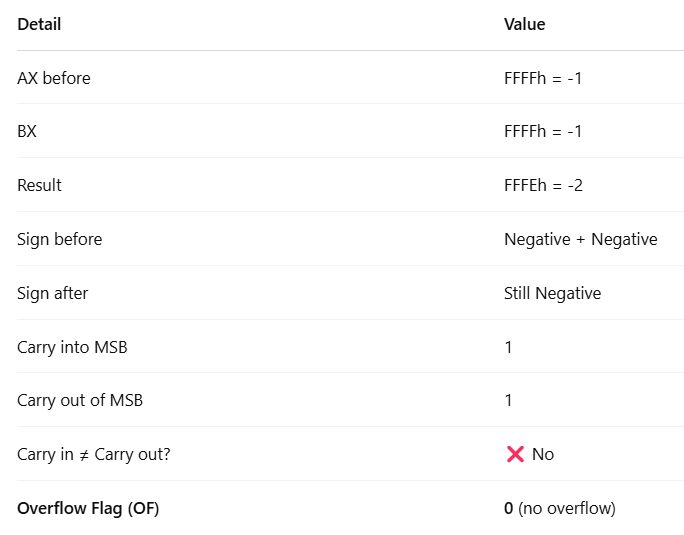 Detail Value
AX before FFFFh = -1
BX FFFFh = -1
Result FFFEh = -2
Sign before Negative + Negative
Sign after Still Negative
Carry into MSB 1
Carry out of MSB 1
Carry in ≠ Carry out? ❌ No
Overflow Flag (OF) 0 (no overflow)